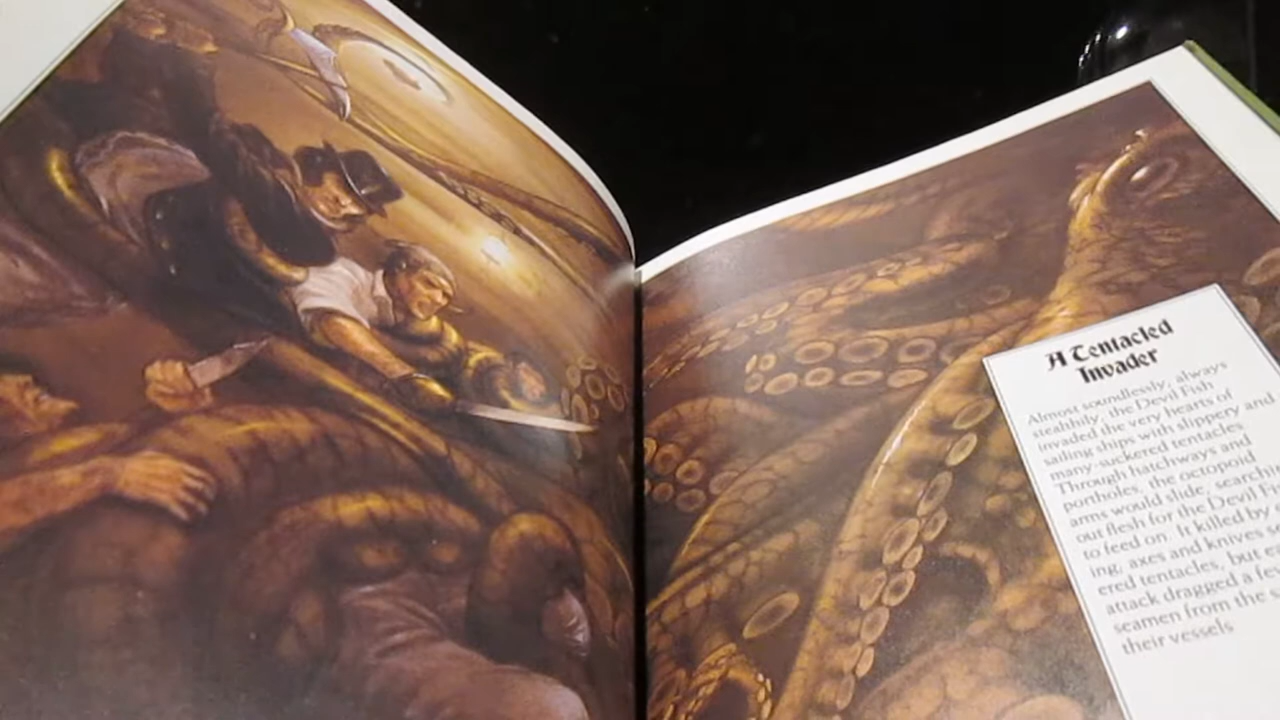 A Tentacled
Invader
Almost soundlessly, always
stealthily, the Devil Fish
invaded the very hearts of
sailing ships with slippery and
many-suckered tentacles.
Through hatchways and
portholes, the octopoid
arms would slide, searchin
out flesh for the Devil Fi
to feed on. It killed by
ing, axes and knives s
ered tentacles, but ea
attack dragged a fe
seamen from the s
their vessels